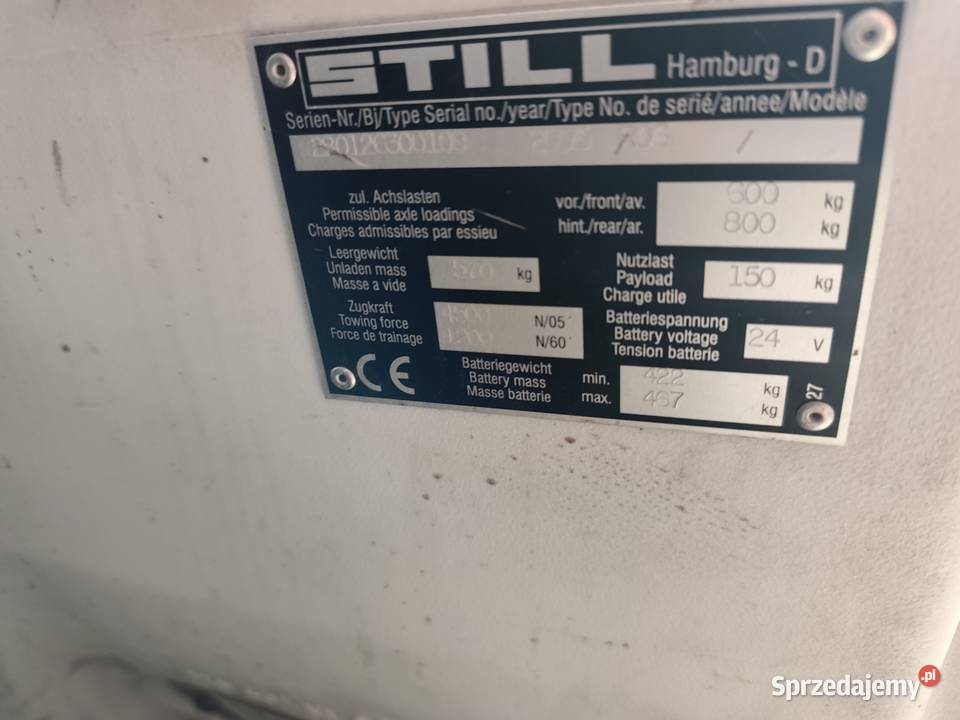 STILL Hamburg - D
Serien-Nr./Bj/Type Serial no./year/Type No. de serié/annee/Modèle
/ /
zul. Achslasten
Permissible axle loadings
Charges admissibles par essieu
vor./front/av. 600 kg
hint./rear/ar. 800 kg
Leergewicht
Unladen mass
Masse a vide
570 kg
Nutzlast
Payload
Charge utile
150 kg
Zugkraft
Towing force
Force de trainage
N/05'
N/60'
Batteriespannung
Battery voltage
Tension batterie
24 V
CE
Batteriegewicht
Battery mass
Masse batterie
min. 422 kg
max. 467 kg
27
Sprzedajemy.pl